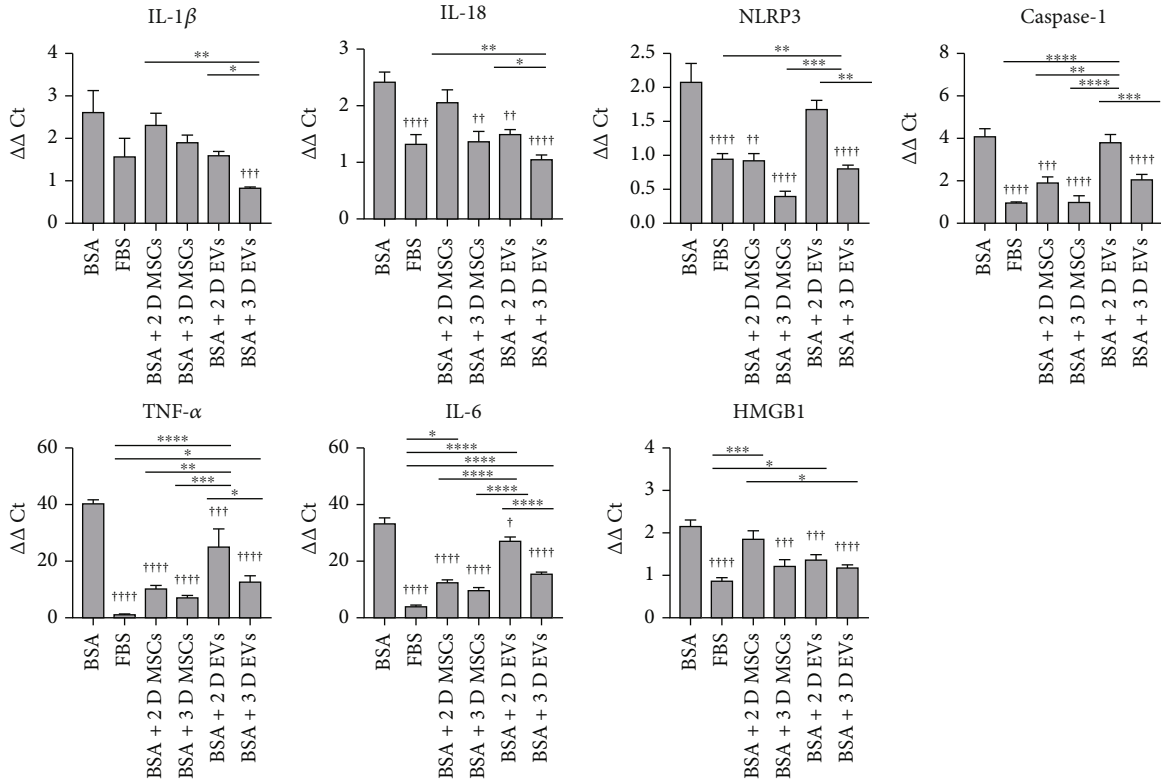 IL-1β
ΔΔ Ct
4
3
2
1
0
**
*
†††
BSA
FBS
BSA + 2 D MSCs
BSA + 3 D MSCs
BSA + 2 D EVs
BSA + 3 D EVs
IL-18
ΔΔ Ct
3
2
1
0
**
*
††††
††
††
††††
BSA
FBS
BSA + 2 D MSCs
BSA + 3 D MSCs
BSA + 2 D EVs
BSA + 3 D EVs
NLRP3
ΔΔ Ct
2.5
2.0
1.5
1.0
0.5
0.0
**
***
**
††††
††
††††
††††
BSA
FBS
BSA + 2 D MSCs
BSA + 3 D MSCs
BSA + 2 D EVs
BSA + 3 D EVs
Caspase-1
ΔΔ Ct
8
6
4
2
0
****
**
****
***
††††
†††
††††
††††
BSA
FBS
BSA + 2 D MSCs
BSA + 3 D MSCs
BSA + 2 D EVs
BSA + 3 D EVs
TNF-α
ΔΔ Ct
60
40
20
0
****
*
**
***
*
††††
††††
††††
†††
††††
BSA
FBS
BSA + 2 D MSCs
BSA + 3 D MSCs
BSA + 2 D EVs
BSA + 3 D EVs
IL-6
ΔΔ Ct
60
40
20
0
*
****
****
****
****
****
††††
††††
††††
†
††††
BSA
FBS
BSA + 2 D MSCs
BSA + 3 D MSCs
BSA + 2 D EVs
BSA + 3 D EVs
HMGB1
ΔΔ Ct
4
3
2
1
0
***
*
*
††††
†††
†††
††††
BSA
FBS
BSA + 2 D MSCs
BSA + 3 D MSCs
BSA + 2 D EVs
BSA + 3 D EVs